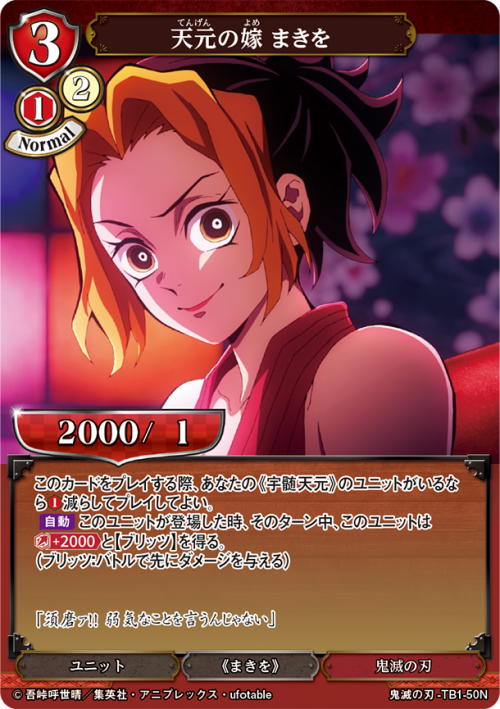 3
てんげん よめ
天元の嫁 まきを
2
1
Normal
2000/ 1
このカードをプレイする際、あなたの《宇髄天元》のユニットがいるな
ら1減らしてプレイしてよい。
自動 このユニットが登場した時、そのターン中、このユニットは
+2000 と【ブリッツ】を得る。
(ブリッツ:バトルで先にダメージを与える)
「須磨ァ!! 弱気なことを言うんじゃない」
ユニット 《まきを》 鬼滅の刃
© 吾峠呼世晴／集英社・アニプレックス・ufotable 鬼滅の刃 -TB1-50N